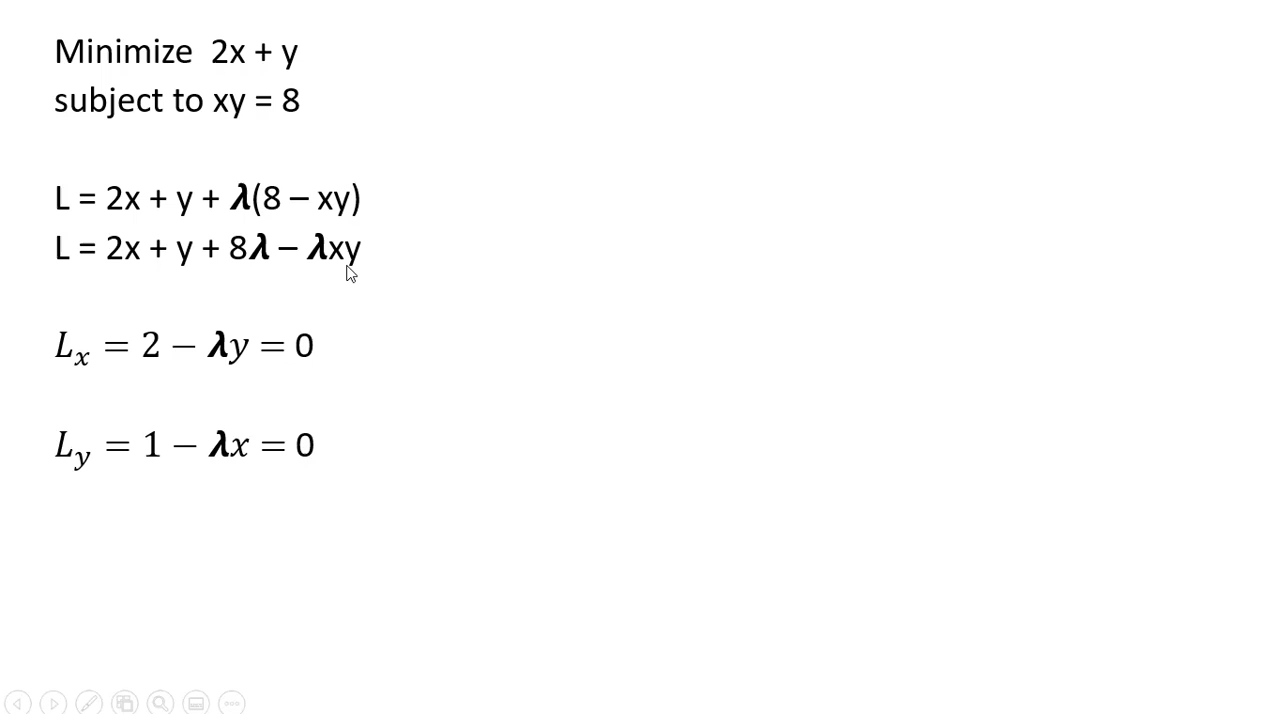 Minimize  2x + y
subject to xy = 8
L = 2x + y + λ(8 – xy)
L = 2x + y + 8λ – λxy
Lₓ = 2 − λy = 0
L_y = 1 − λx = 0